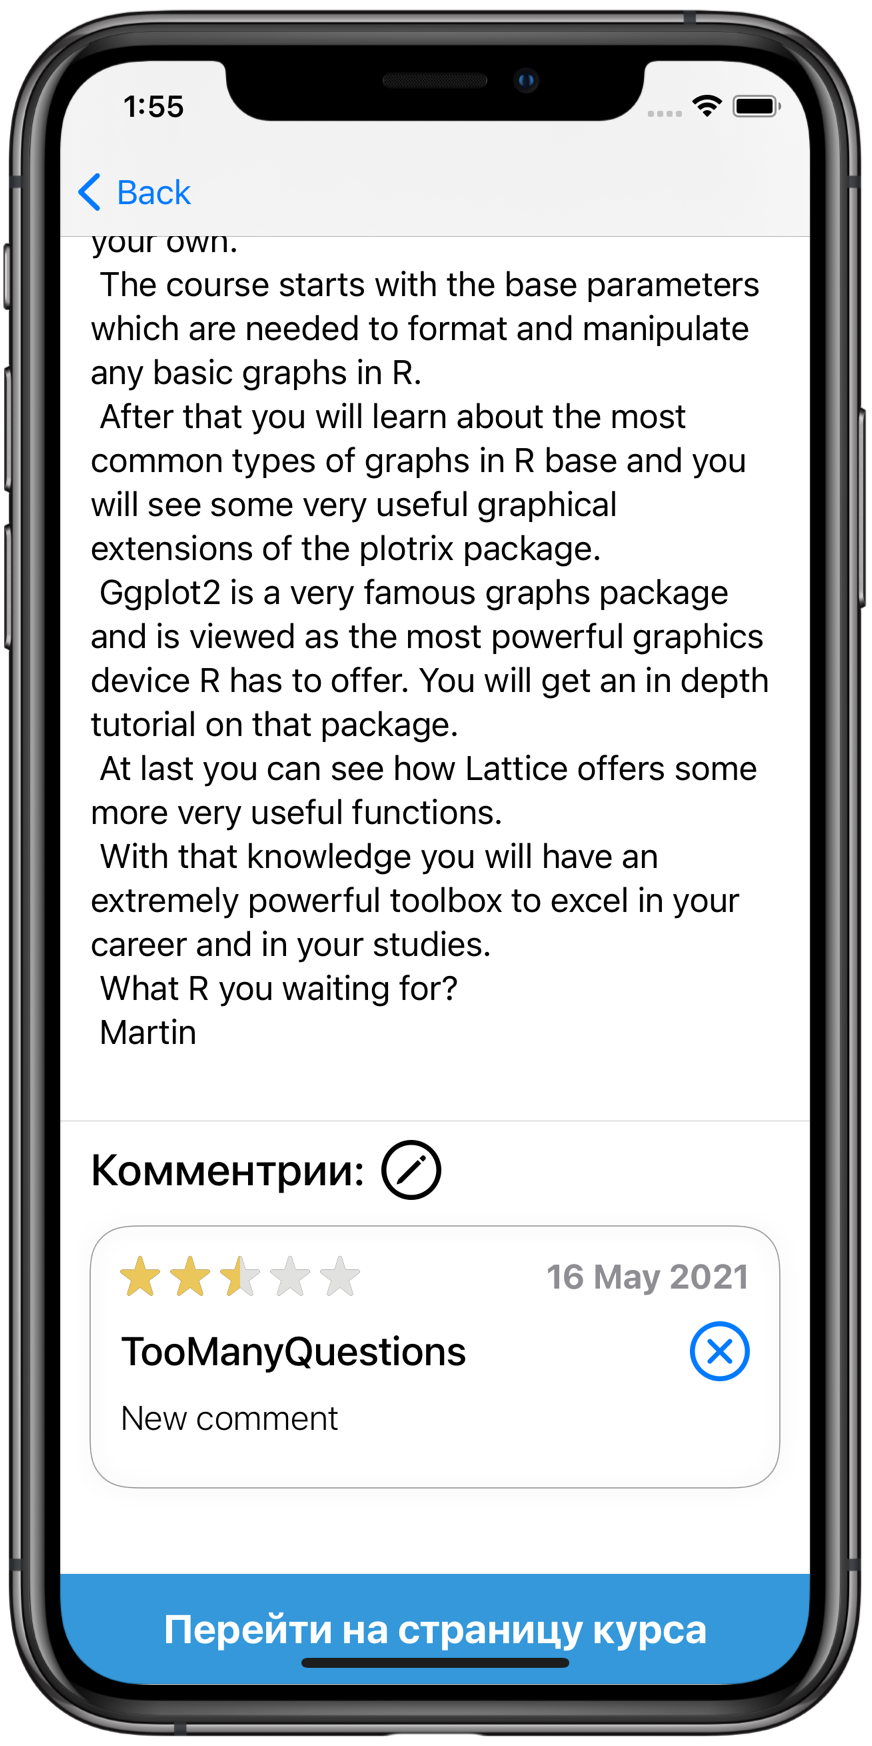 1:55
Back
your own.
The course starts with the base parameters
which are needed to format and manipulate
any basic graphs in R.
After that you will learn about the most
common types of graphs in R base and you
will see some very useful graphical
extensions of the plotrix package.
Ggplot2 is a very famous graphs package
and is viewed as the most powerful graphics
device R has to offer. You will get an in depth
tutorial on that package.
At last you can see how Lattice offers some
more very useful functions.
With that knowledge you will have an
extremely powerful toolbox to excel in your
career and in your studies.
What R you waiting for?
Martin
Комментрии:
16 May 2021
TooManyQuestions
New comment
Перейти на страницу курса